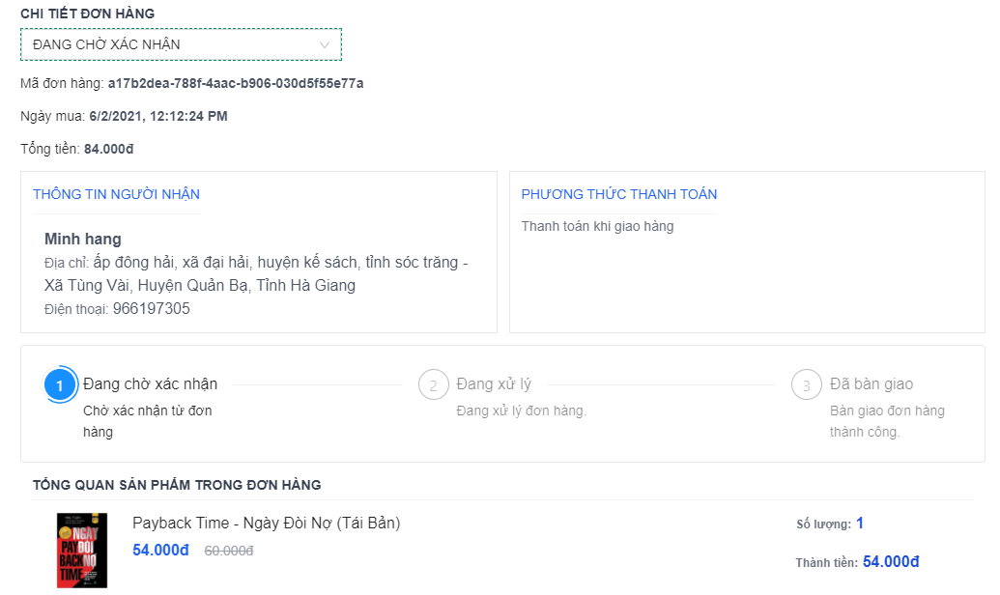 CHI TIẾT ĐƠN HÀNG
ĐANG CHỜ XÁC NHẬN
Mã đơn hàng: a17b2dea-788f-4aac-b906-030d5f55e77a
Ngày mua: 6/2/2021, 12:12:24 PM
Tổng tiền: 84.000đ
THÔNG TIN NGƯỜI NHẬN
Minh hang
Địa chỉ: ấp đông hải, xã đại hải, huyện kế sách, tỉnh sóc trăng -
Xã Tùng Vài, Huyện Quản Bạ, Tỉnh Hà Giang
Điện thoại: 966197305
PHƯƠNG THỨC THANH TOÁN
Thanh toán khi giao hàng
1 Đang chờ xác nhận
Chờ xác nhận từ đơn
hàng
2 Đang xử lý
Đang xử lý đơn hàng.
3 Đã bàn giao
Bàn giao đơn hàng
thành công.
TỔNG QUAN SẢN PHẨM TRONG ĐƠN HÀNG
NGÀY
PAY ĐÒI
BACK NỢ
TIME
Payback Time - Ngày Đòi Nợ (Tái Bản)
54.000đ 60.000đ
Số lượng: 1
Thành tiền: 54.000đ